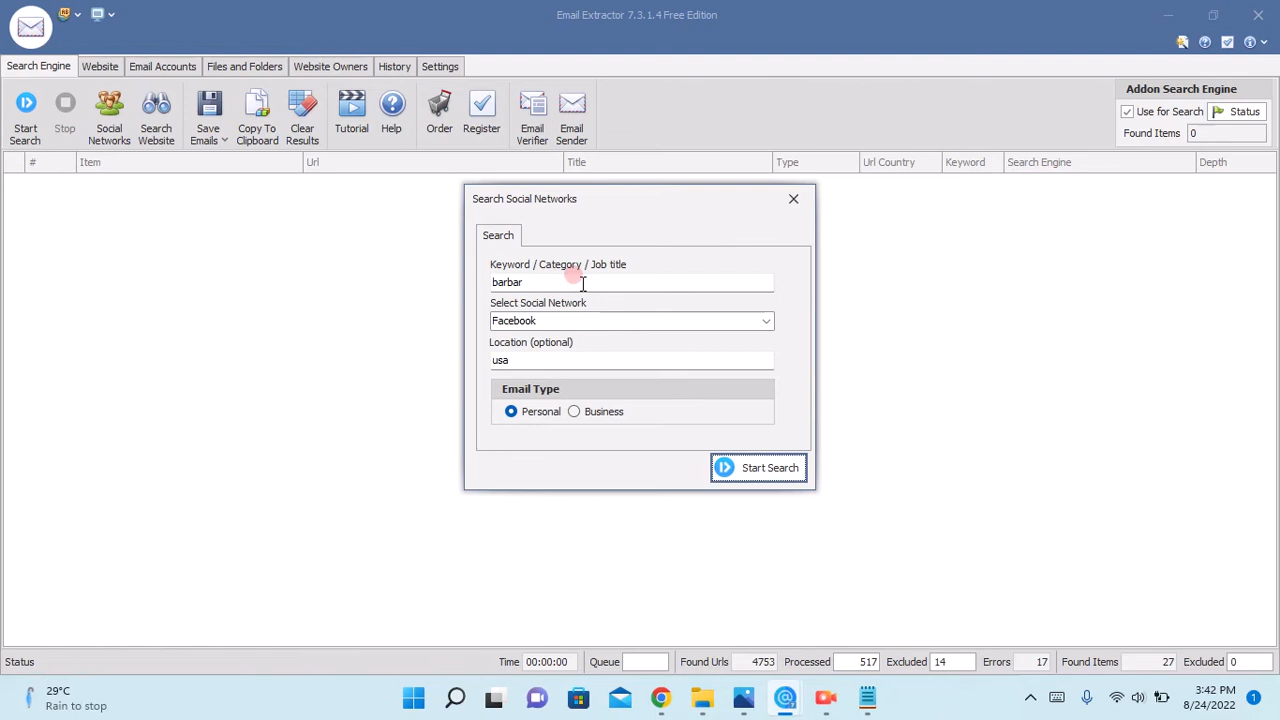 Email Extractor 7.3.1.4 Free Edition
Search Engine Website Email Accounts Files and Folders Website Owners History Settings
Start Search
Stop
Social Networks
Search Website
Save Emails
Copy To Clipboard
Clear Results
Tutorial
Help
Order
Register
Email Verifier
Email Sender
Addon Search Engine
Use for Search Status
Found Items 0
# Item Url Title Type Url Country Keyword Search Engine Depth
Search Social Networks
Search
Keyword / Category / Job title
barbar
Select Social Network
Facebook
Location (optional)
usa
Email Type
Personal Business
Start Search
Status Time 00:00:00 Queue Found Urls 4753 Processed 517 Excluded 14 Errors 17 Found Items 27 Excluded 0
29°C
Rain to stop
3:42 PM
8/24/2022
1